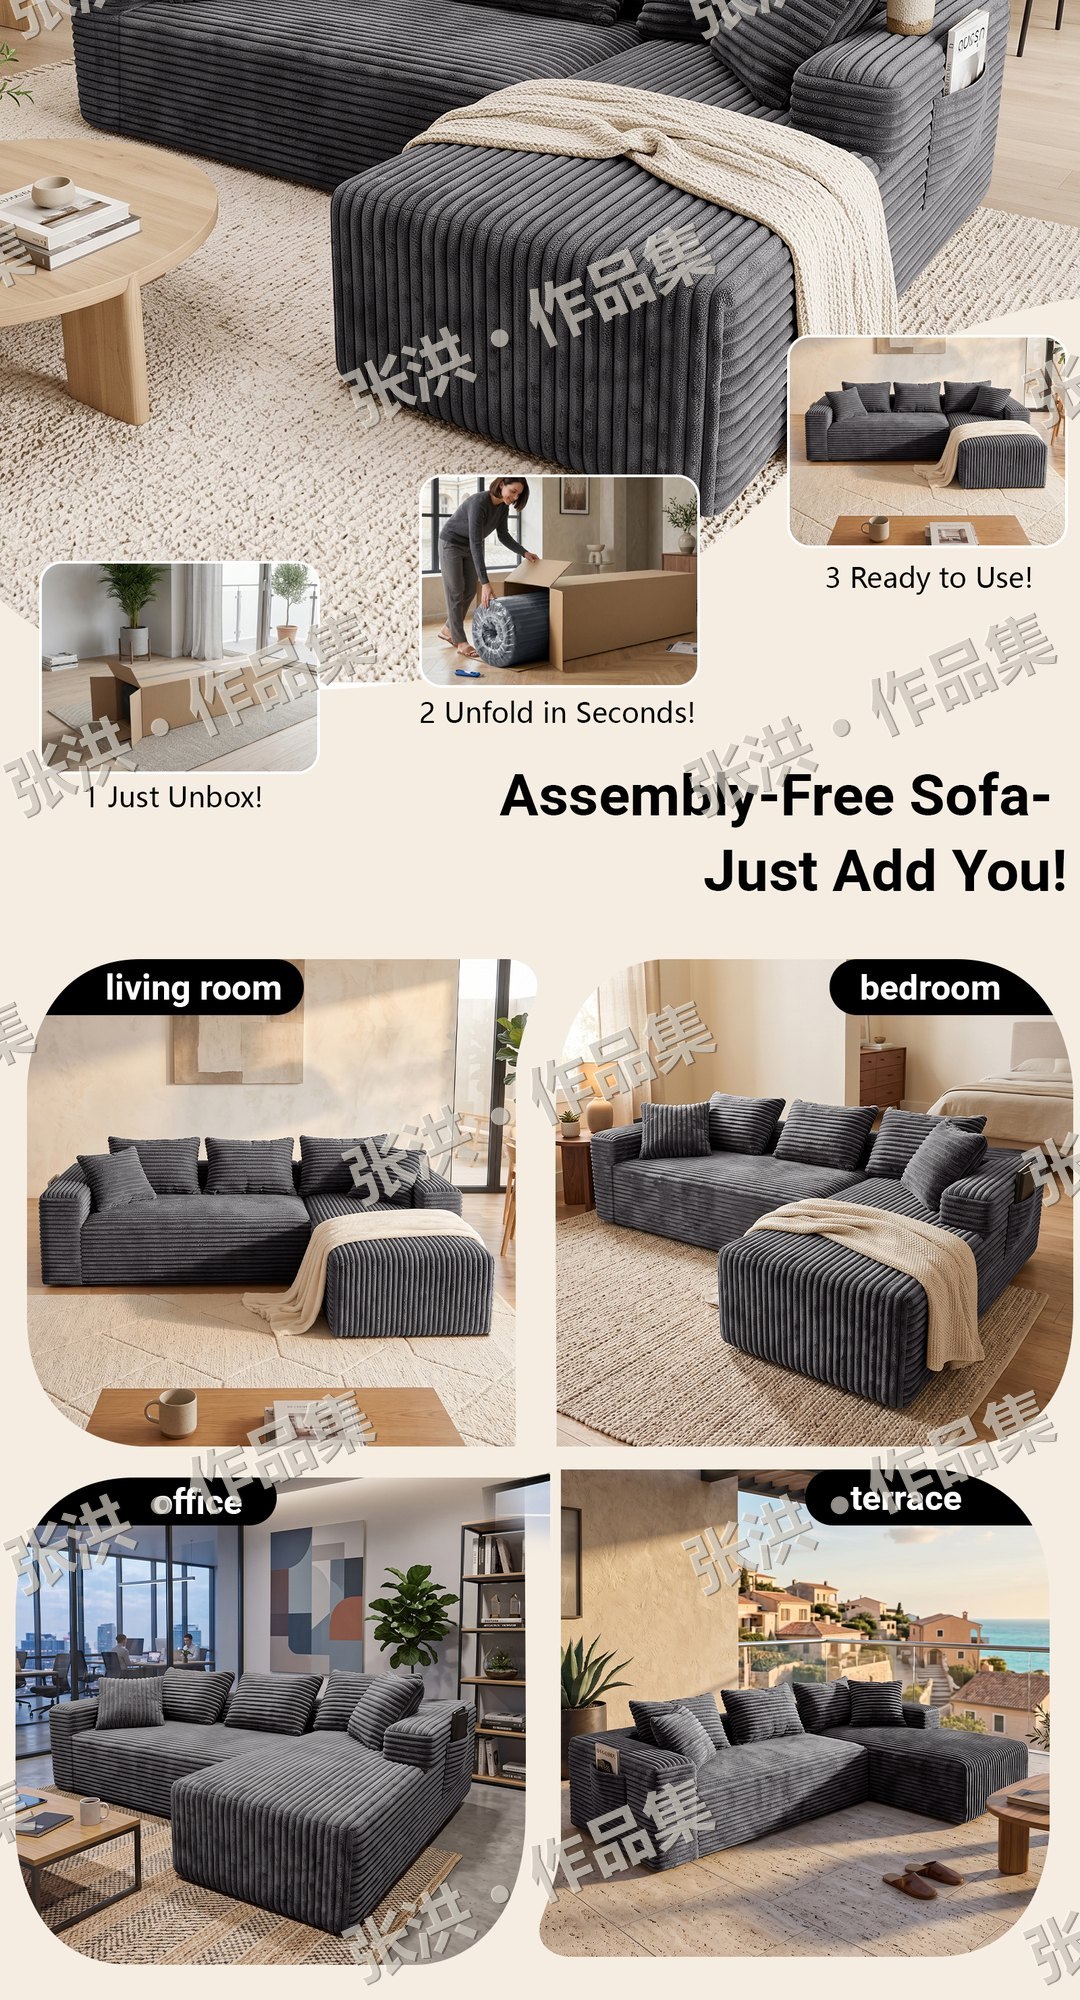 张洪·作品集
3 Ready to Use!
2 Unfold in Seconds!
1 Just Unbox!
Assembly-Free Sofa-
Just Add You!
living room
bedroom
office
terrace